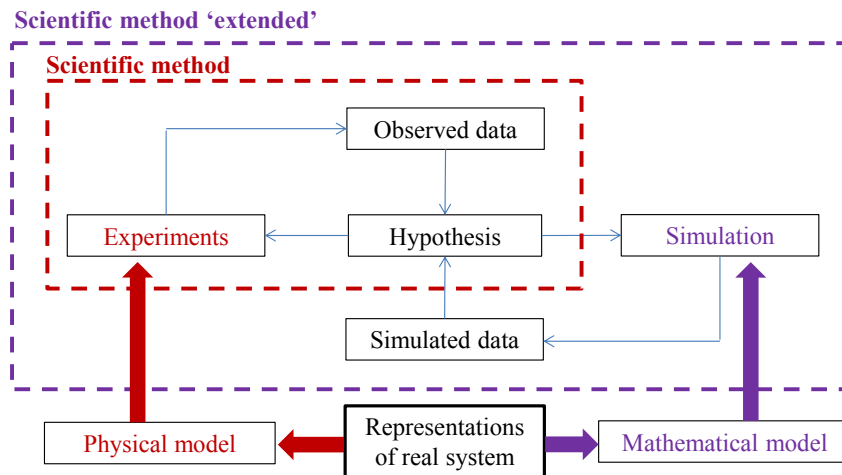 Scientific method ‘extended’
Scientific method
Observed data
Experiments
Hypothesis
Simulation
Simulated data
Physical model
Representations
of real system
Mathematical model